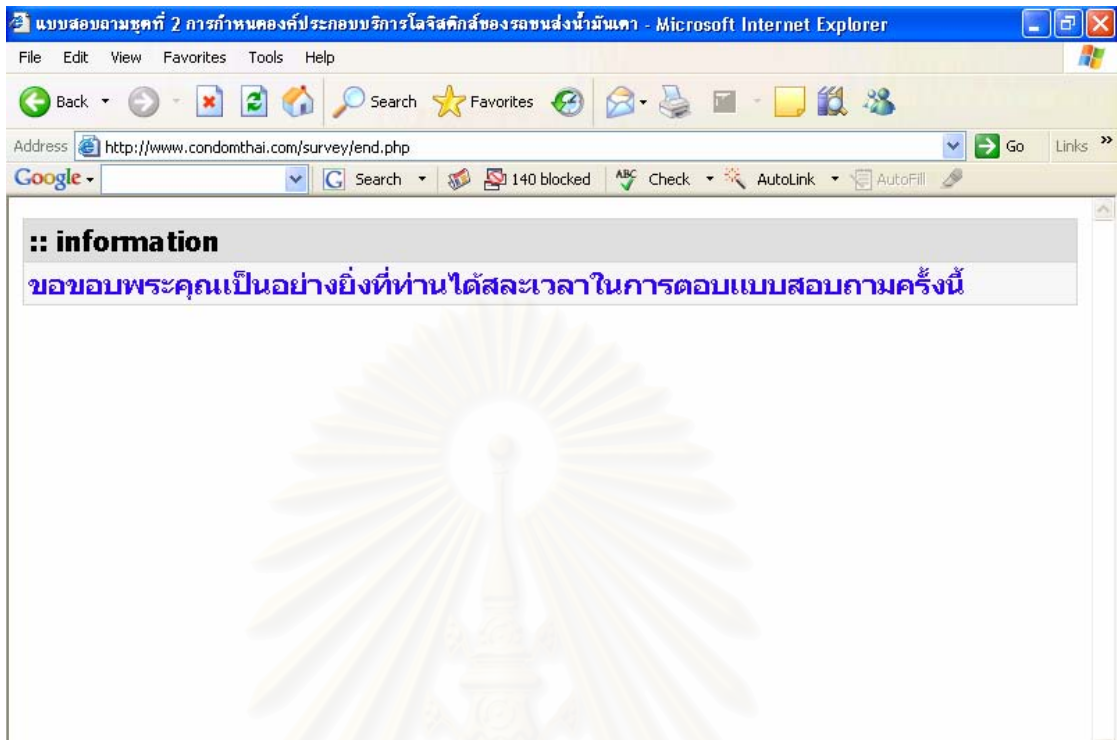 แบบสอบถามชุดที่ 2 การกำหนดองค์ประกอบบริการโลจิสติกส์ของรถขนส่งน้ำมันเตา - Microsoft Internet Explorer
File Edit View Favorites Tools Help
Back Search Favorites
Address http://www.condomthai.com/survey/end.php Go Links »
Google Search 140 blocked ABC Check AutoLink AutoFill
:: information
ขอขอบพระคุณเป็นอย่างยิ่งที่ท่านได้สละเวลาในการตอบแบบสอบถามครั้งนี้